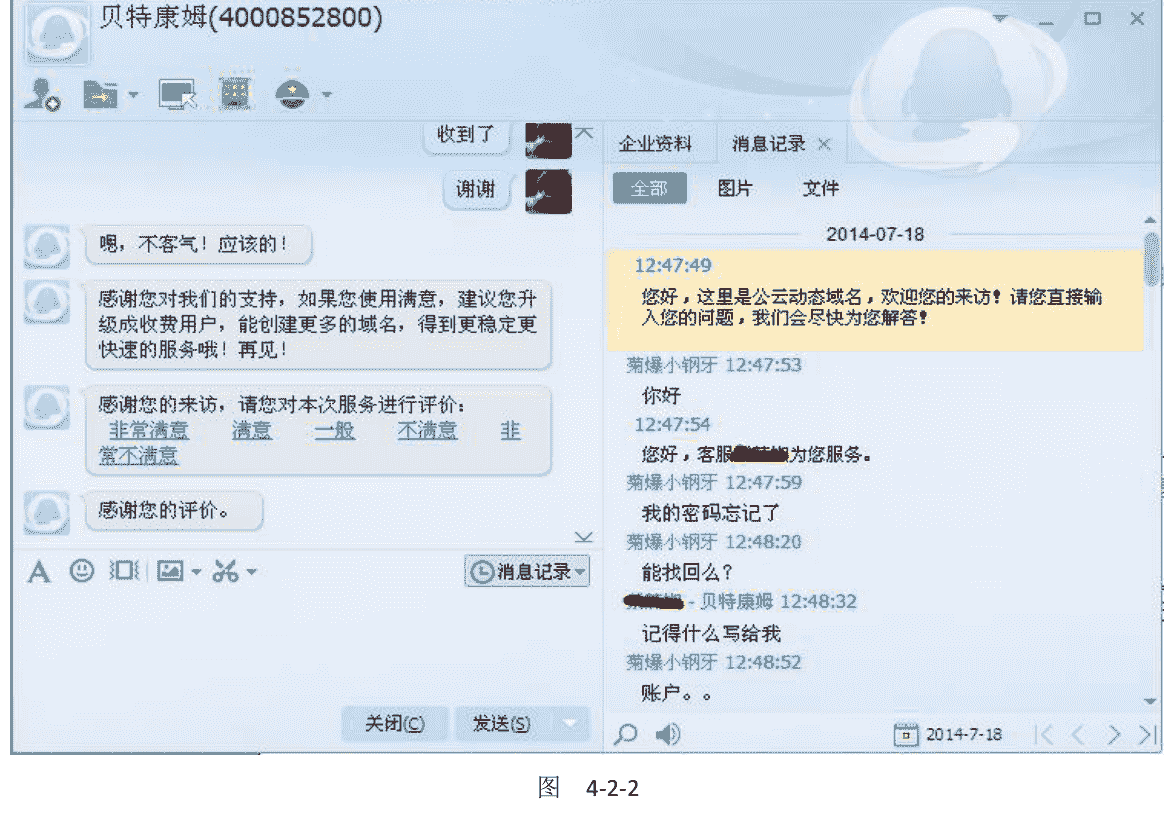 贝特康姆(4000852800)
收到了
谢谢
嗯，不客气！应该的！
感谢您对我们的支持，如果您使用满意，建议您升
级成收费用户，能创建更多的域名，得到更稳定更
快速的服务哦！再见！
感谢您的来访，请您对本次服务进行评价：
非常满意 满意 一般 不满意 非
常不满意
感谢您的评价。
消息记录
关闭(C) 发送(S)
企业资料 消息记录
全部 图片 文件
2014-07-18
12:47:49
您好，这里是公云动态域名，欢迎您的来访！请您直接输
入您的问题，我们会尽快为您解答！
菊爆小钢牙 12:47:53
你好
12:47:54
您好，客服为您服务。
菊爆小钢牙 12:47:59
我的密码忘记了
菊爆小钢牙 12:48:20
能找回么？
- 贝特康姆 12:48:32
记得什么写给我
菊爆小钢牙 12:48:52
账户。。
2014-7-18
图 4-2-2